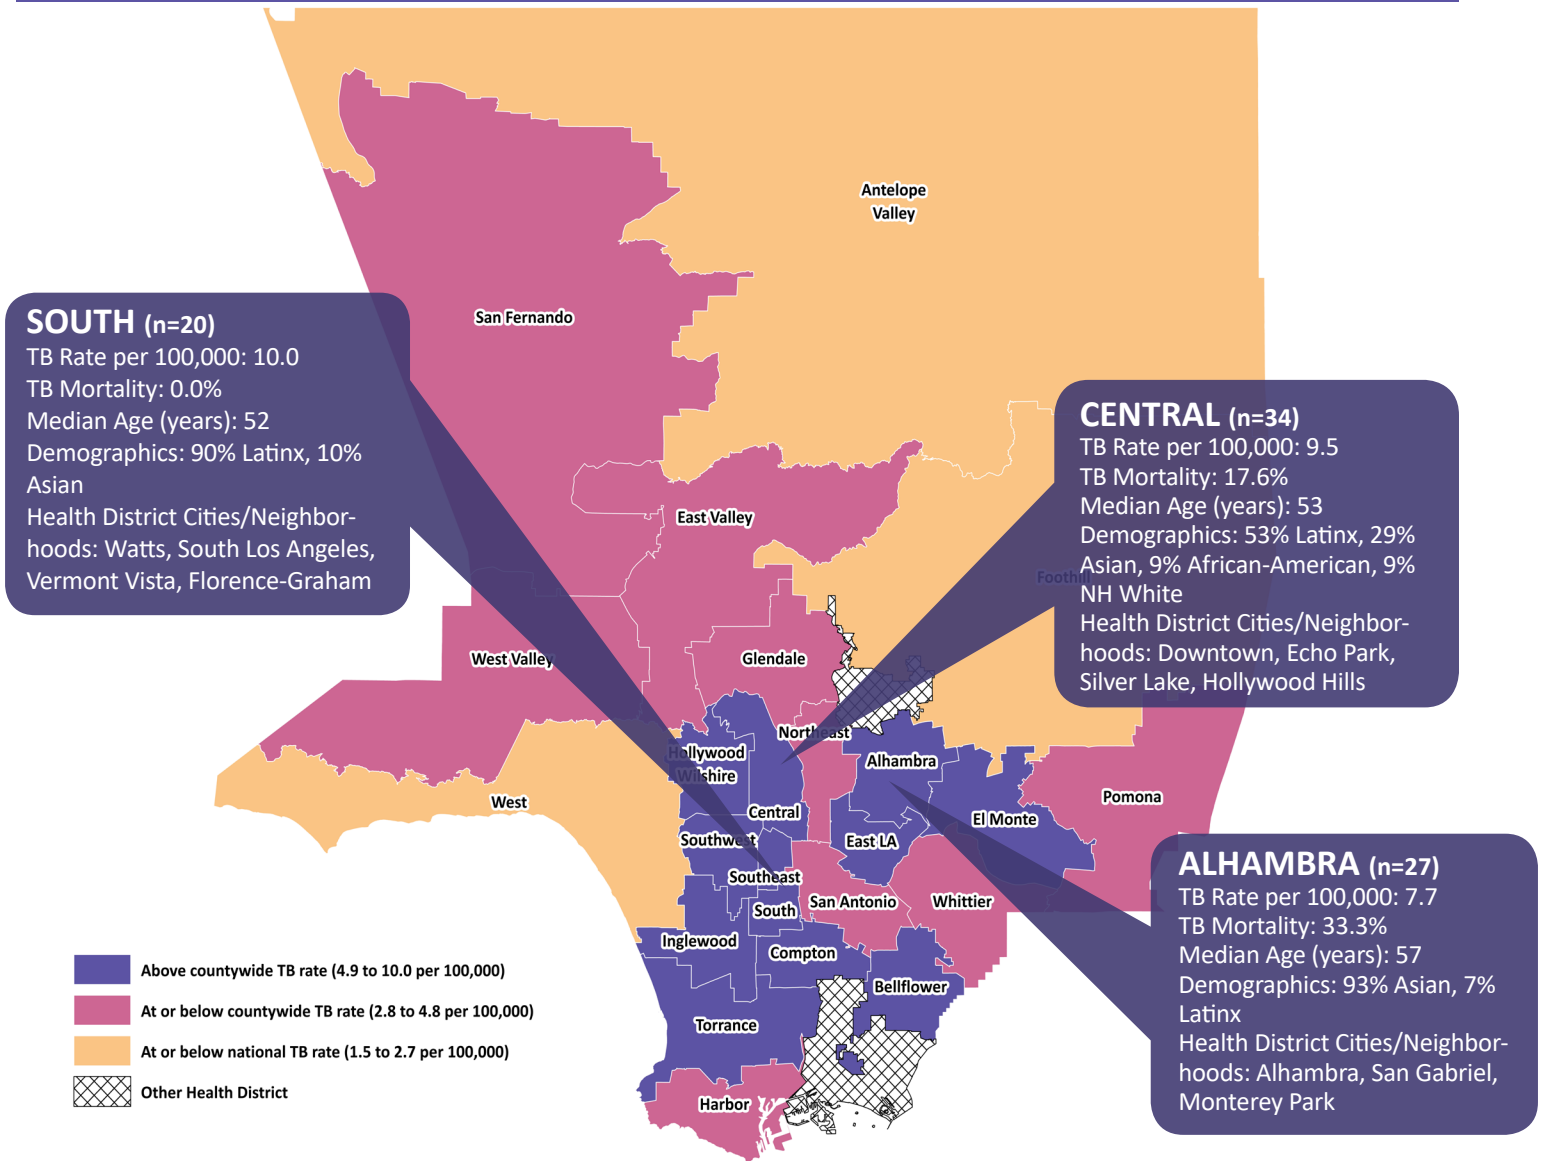 Antelope
Valley
San Fernando
SOUTH (n=20)
TB Rate per 100,000: 10.0
TB Mortality: 0.0%
Median Age (years): 52
Demographics: 90% Latinx, 10%
Asian
Health District Cities/Neighbor-
hoods: Watts, South Los Angeles,
Vermont Vista, Florence-Graham
CENTRAL (n=34)
TB Rate per 100,000: 9.5
TB Mortality: 17.6%
Median Age (years): 53
Demographics: 53% Latinx, 29%
Asian, 9% African-American, 9%
NH White
Health District Cities/Neighbor-
hoods: Downtown, Echo Park,
Silver Lake, Hollywood Hills
East Valley
Foothill
West Valley
Glendale
Northeast
Hollywood
Wilshire
Alhambra
West
Central
Pomona
El Monte
Southwest
East LA
Southeast
South
San Antonio
Whittier
Inglewood
Compton
Bellflower
Torrance
Harbor
ALHAMBRA (n=27)
TB Rate per 100,000: 7.7
TB Mortality: 33.3%
Median Age (years): 57
Demographics: 93% Asian, 7%
Latinx
Health District Cities/Neighbor-
hoods: Alhambra, San Gabriel,
Monterey Park
Above countywide TB rate (4.9 to 10.0 per 100,000)
At or below countywide TB rate (2.8 to 4.8 per 100,000)
At or below national TB rate (1.5 to 2.7 per 100,000)
Other Health District